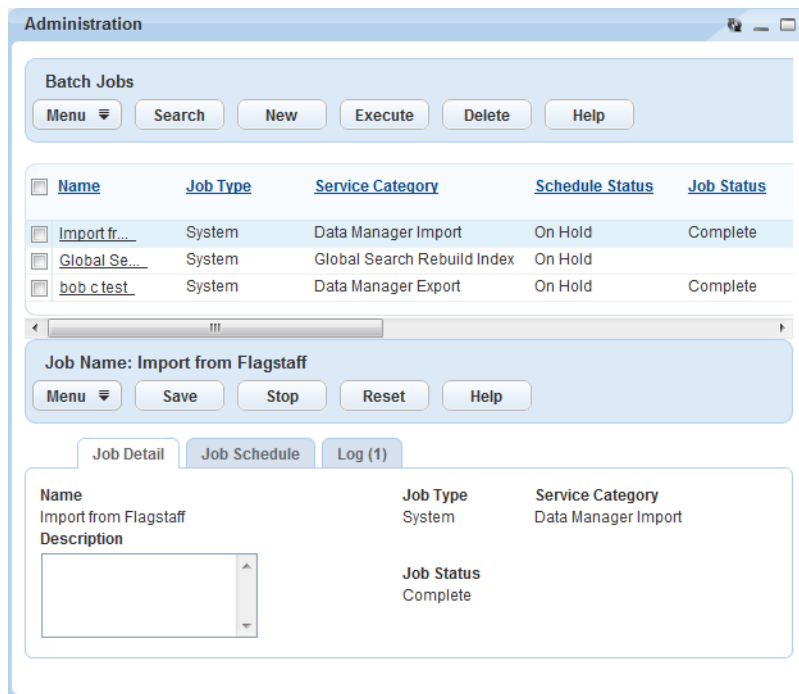 Administration
Batch Jobs
Menu Search New Execute Delete Help
Name Job Type Service Category Schedule Status Job Status
Import fr... System Data Manager Import On Hold Complete
Global Se... System Global Search Rebuild Index On Hold
bob c test System Data Manager Export On Hold Complete
Job Name: Import from Flagstaff
Menu Save Stop Reset Help
Job Detail Job Schedule Log (1)
Name Job Type Service Category
Import from Flagstaff System Data Manager Import
Description
Job Status
Complete